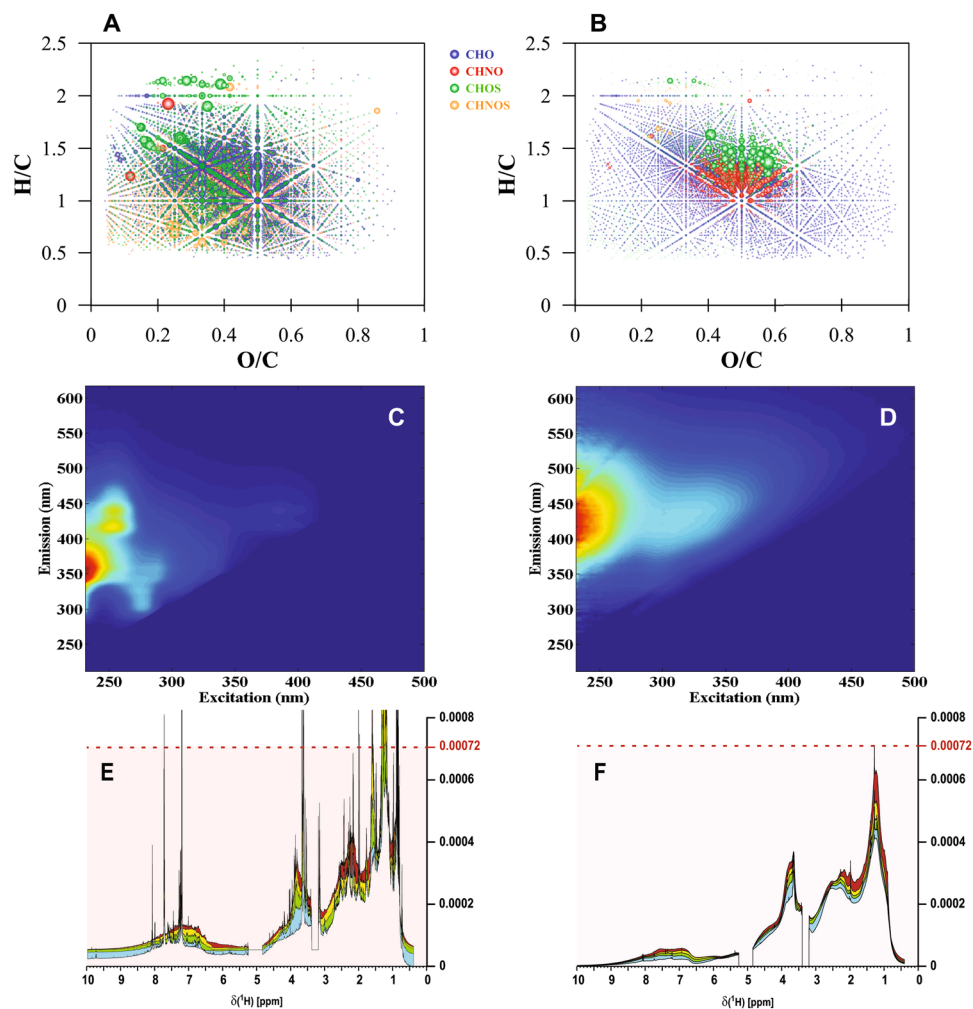 A
B
2.5
2
1.5
1
0.5
0
H/C
0 0.2 0.4 0.6 0.8 1
O/C
CHO
CHNO
CHOS
CHNOS
2.5
2
1.5
1
0.5
0
H/C
0 0.2 0.4 0.6 0.8 1
O/C
C
600
550
500
450
400
350
300
250
Emission (nm)
250 300 350 400 450 500
Excitation (nm)
D
600
550
500
450
400
350
300
250
Emission (nm)
250 300 350 400 450 500
Excitation (nm)
E
0.0008
0.00072
0.0006
0.0004
0.0002
0
10 9 8 7 6 5 4 3 2 1 0
δ(¹H) [ppm]
F
0.0008
0.00072
0.0006
0.0004
0.0002
0
10 9 8 7 6 5 4 3 2 1 0
δ(¹H) [ppm]